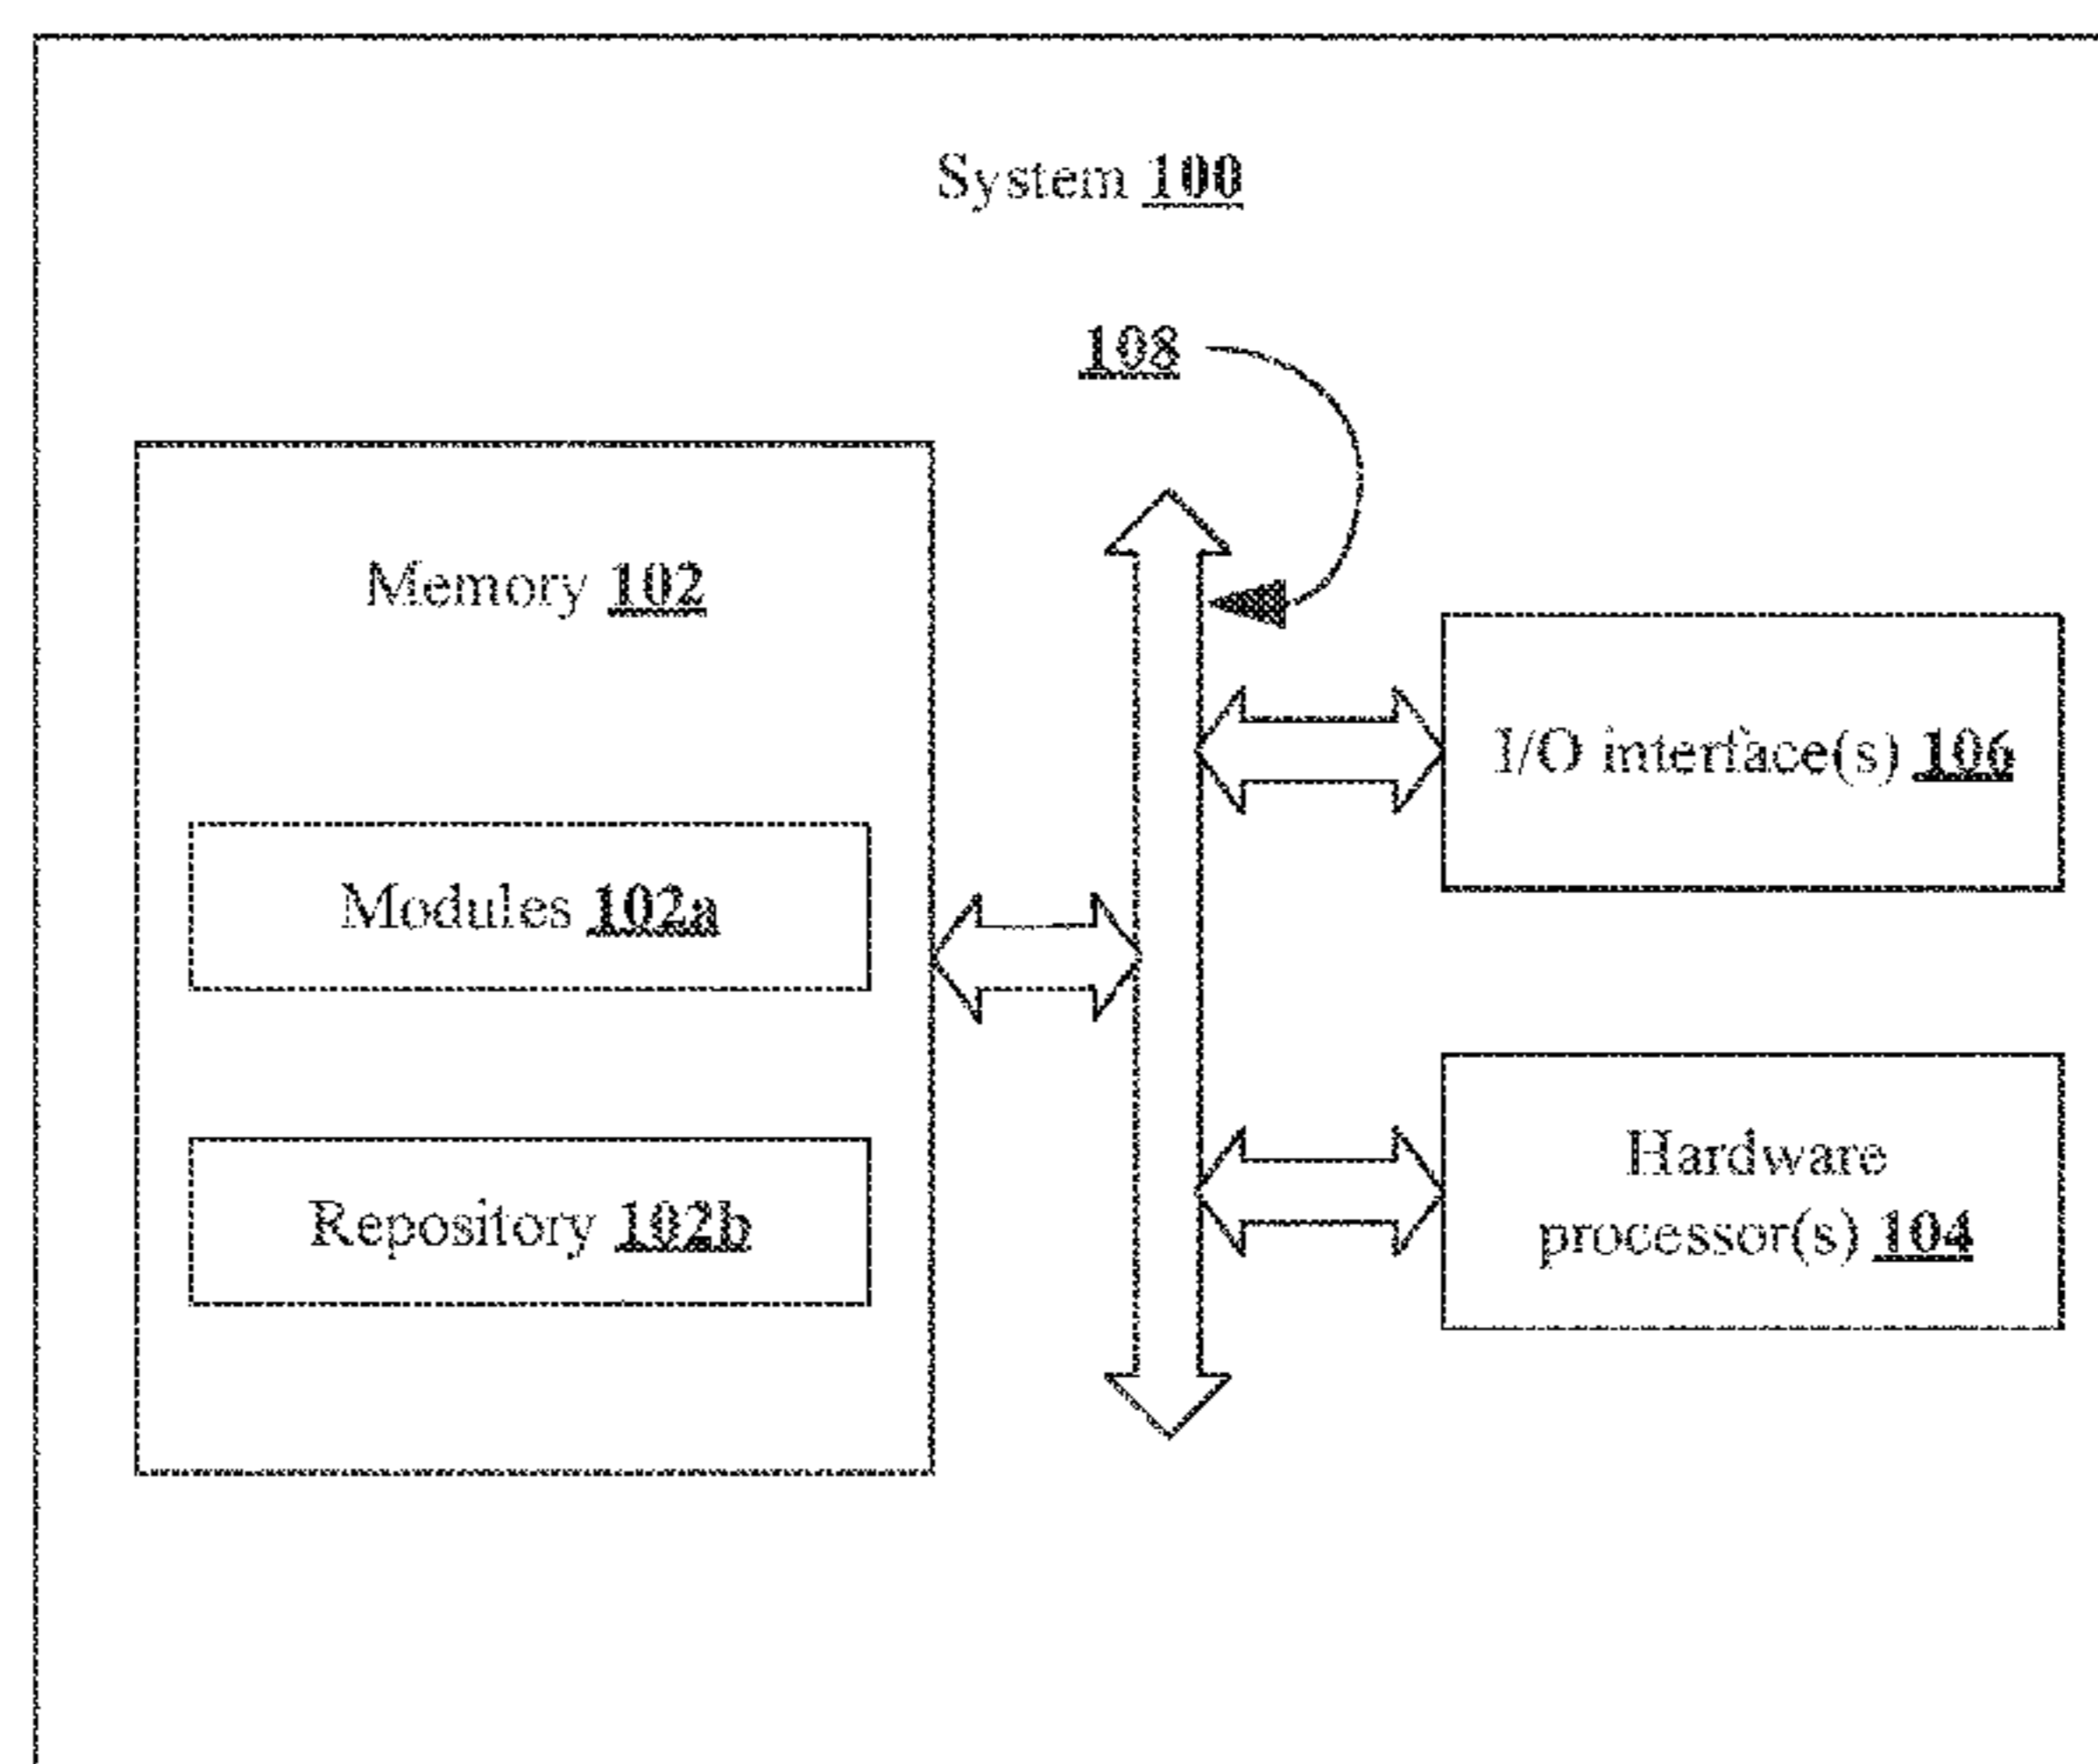 System 100
108
Memory 102
I/O interface(s) 106
Modules 102a
Hardware
processor(s) 104
Repository 102b